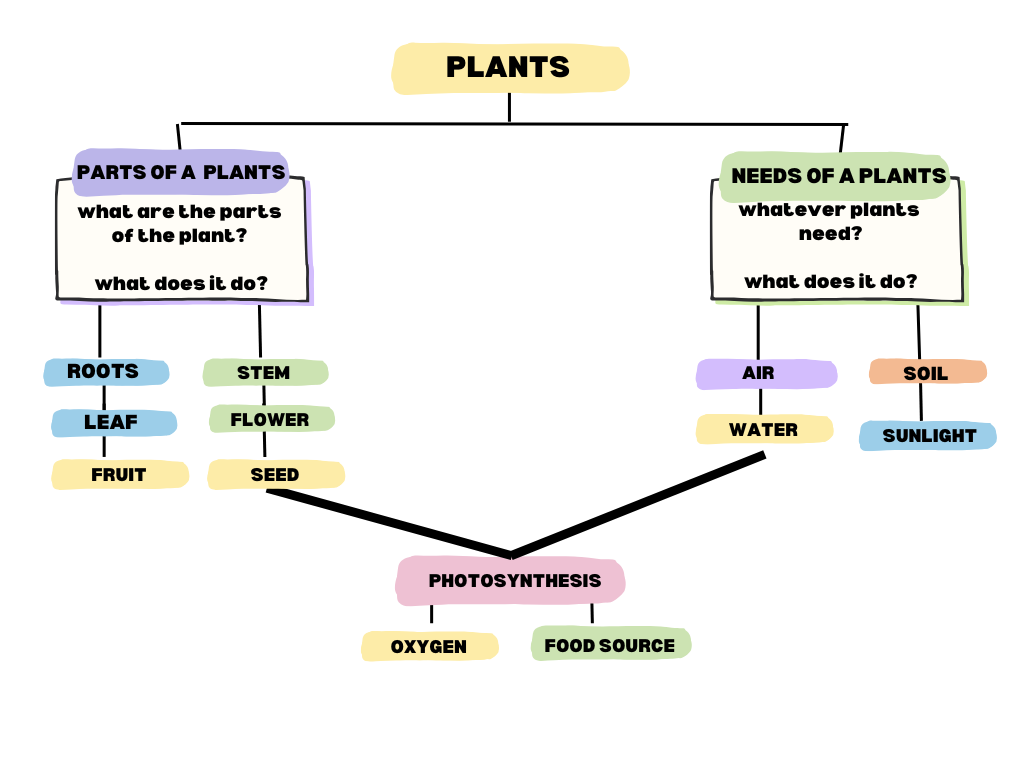 PLANTS
PARTS OF A PLANTS
what are the parts
of the plant?
what does it do?
NEEDS OF A PLANTS
whatever plants
need?
what does it do?
ROOTS
LEAF
FRUIT
STEM
FLOWER
SEED
AIR
WATER
SOIL
SUNLIGHT
PHOTOSYNTHESIS
OXYGEN
FOOD SOURCE